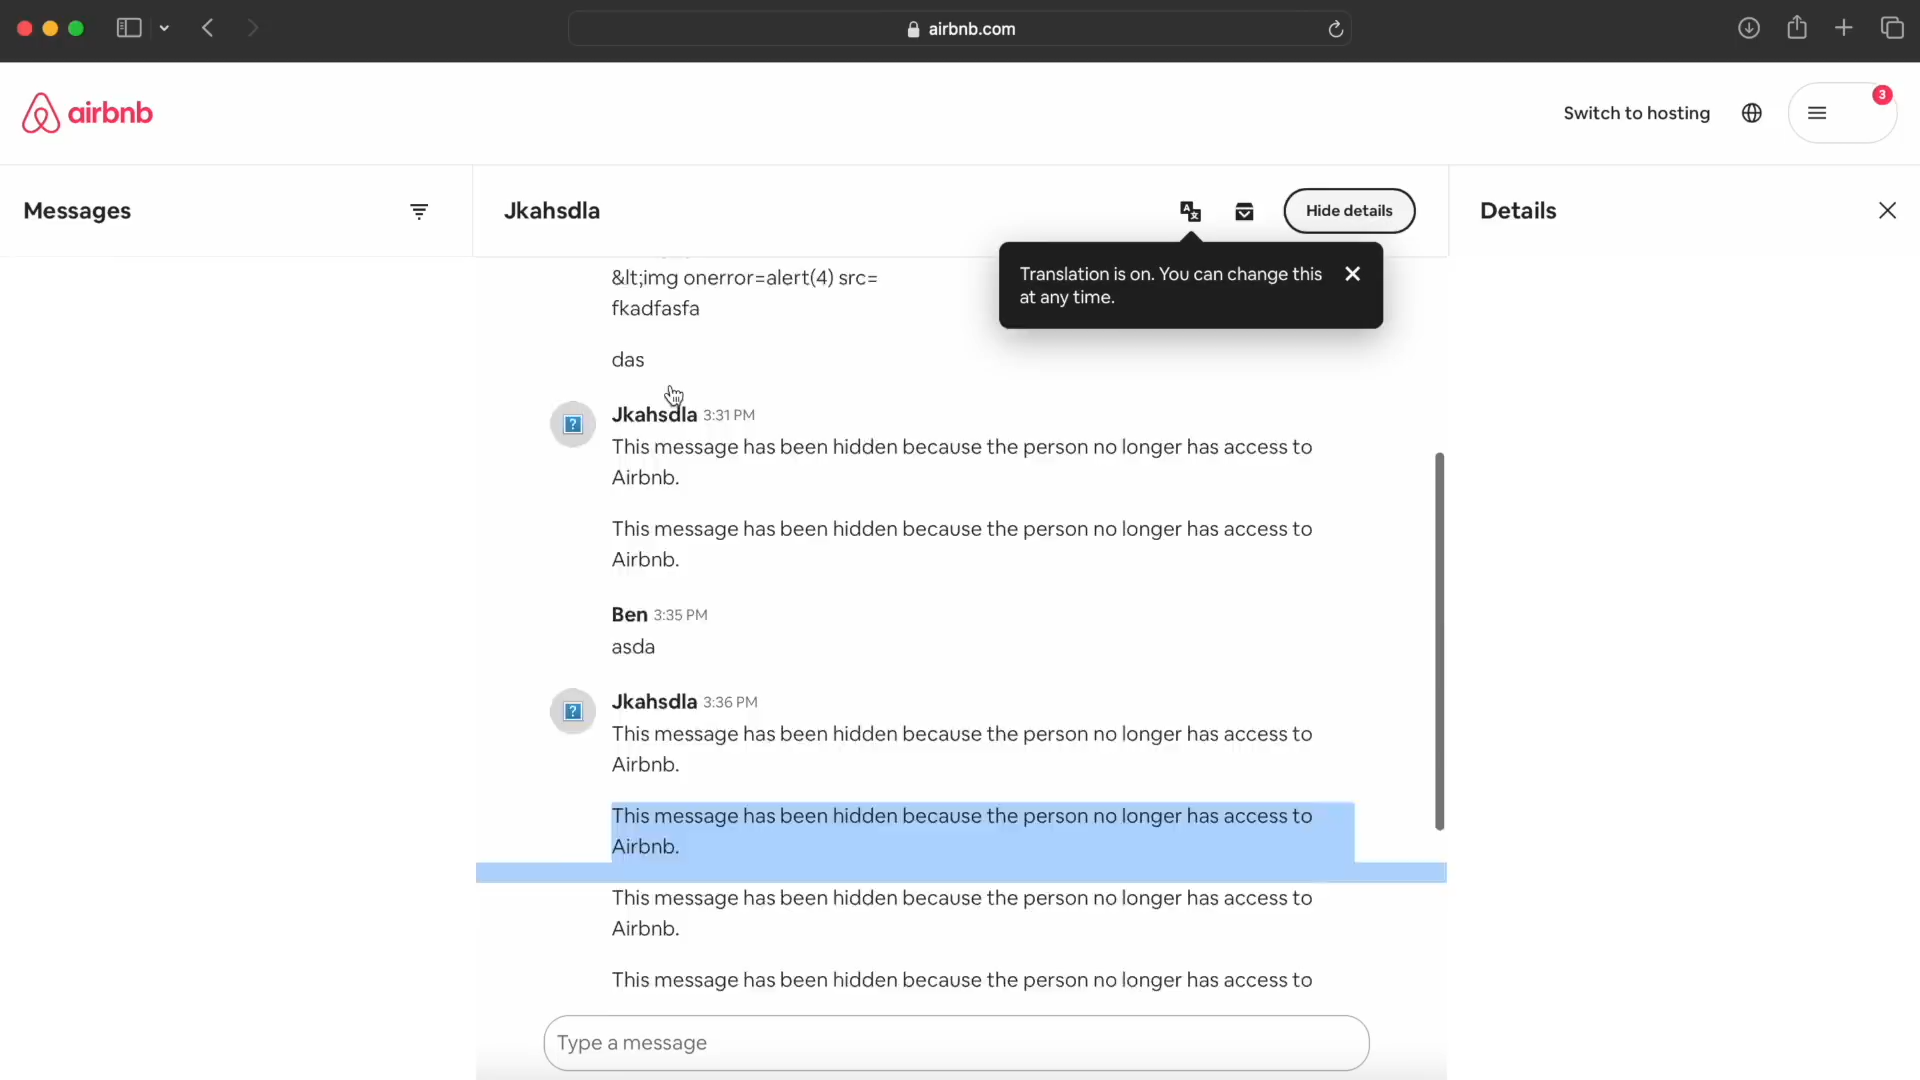 airbnb.com
airbnb
Switch to hosting
3
Messages
Jkahsdla
Hide details
Details
Translation is on. You can change this
at any time.
&lt;img onerror=alert(4) src=
fkadfasfa
das
Jkahsdla 3:31 PM
This message has been hidden because the person no longer has access to
Airbnb.
This message has been hidden because the person no longer has access to
Airbnb.
Ben 3:35 PM
asda
Jkahsdla 3:36 PM
This message has been hidden because the person no longer has access to
Airbnb.
This message has been hidden because the person no longer has access to
Airbnb.
This message has been hidden because the person no longer has access to
Airbnb.
This message has been hidden because the person no longer has access to
Type a message